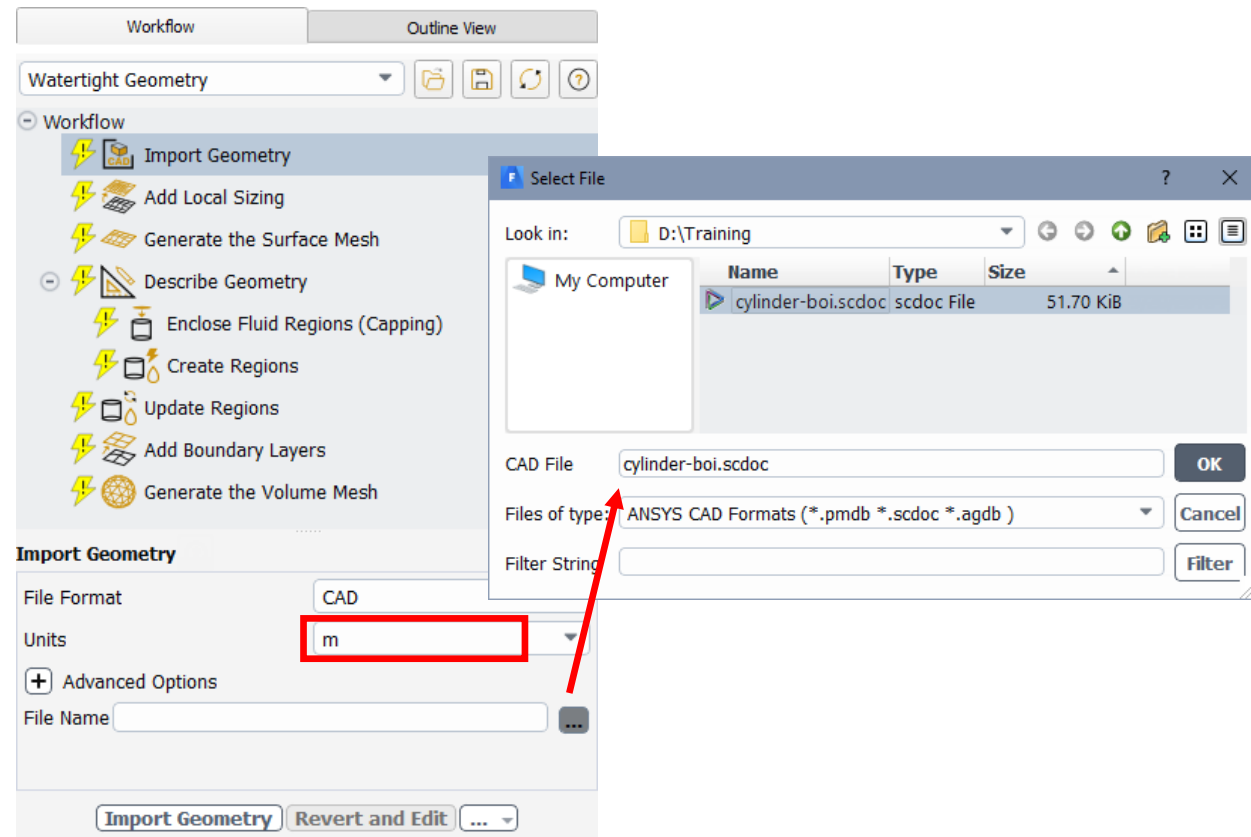 Workflow
Outline View
Watertight Geometry
Workflow
Import Geometry
Add Local Sizing
Generate the Surface Mesh
Describe Geometry
Enclose Fluid Regions (Capping)
Create Regions
Update Regions
Add Boundary Layers
Generate the Volume Mesh
Import Geometry
File Format CAD
Units m
Advanced Options
File Name ...
Import Geometry Revert and Edit ...
Select File
Look in: D:\Training
My Computer
Name Type Size
cylinder-boi.scdoc scdoc File 51.70 KiB
CAD File cylinder-boi.scdoc OK
Files of type: ANSYS CAD Formats (*.pmdb *.scdoc *.agdb ) Cancel
Filter String Filter